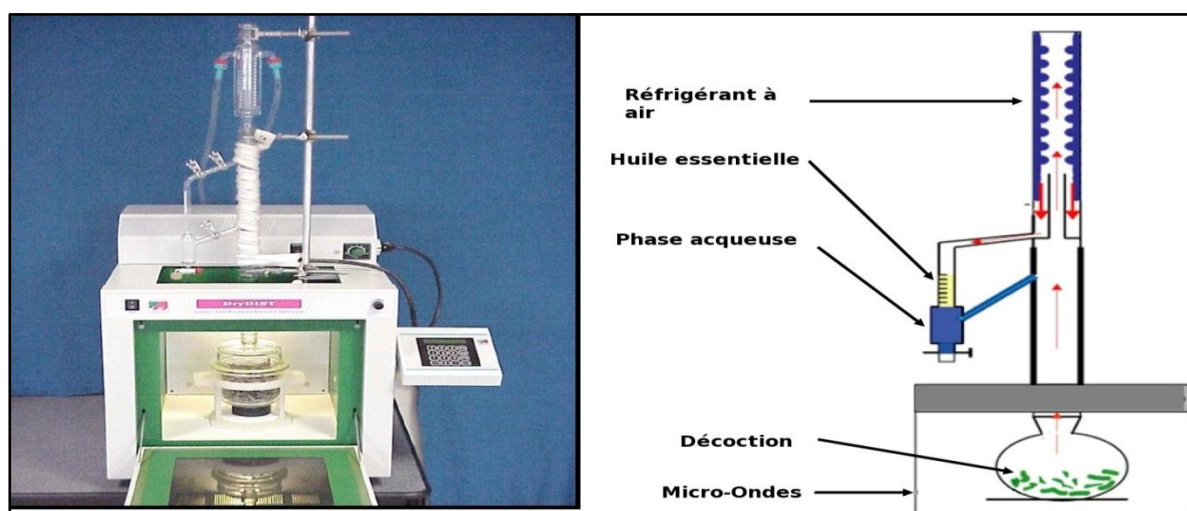 DryDIST
Réfrigérant à
air
Huile essentielle
Phase acqueuse
Décoction
Micro-Ondes